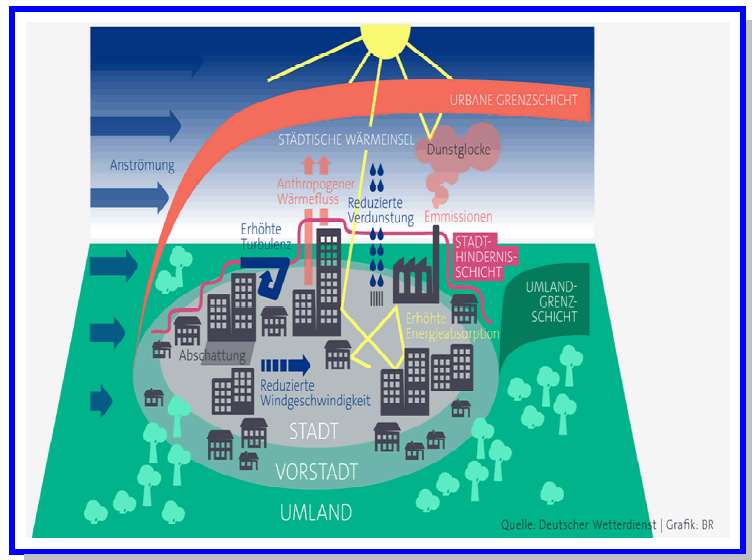 URBANE GRENZSCHICHT
STÄDTISCHE WÄRMEINSEL
Dunstglocke
Anströmung
Anthropogener
Wärmefluss
Reduzierte
Verdunstung
Emmissionen
Erhöhte
Turbulenz
STADT-
HINDERNIS-
SCHICHT
UMLAND-
GRENZ-
SCHICHT
Erhöhte
Energieabsorption
Abschattung
Reduzierte
Windgeschwindigkeit
STADT
VORSTADT
UMLAND
Quelle: Deutscher Wetterdienst | Grafik: BR